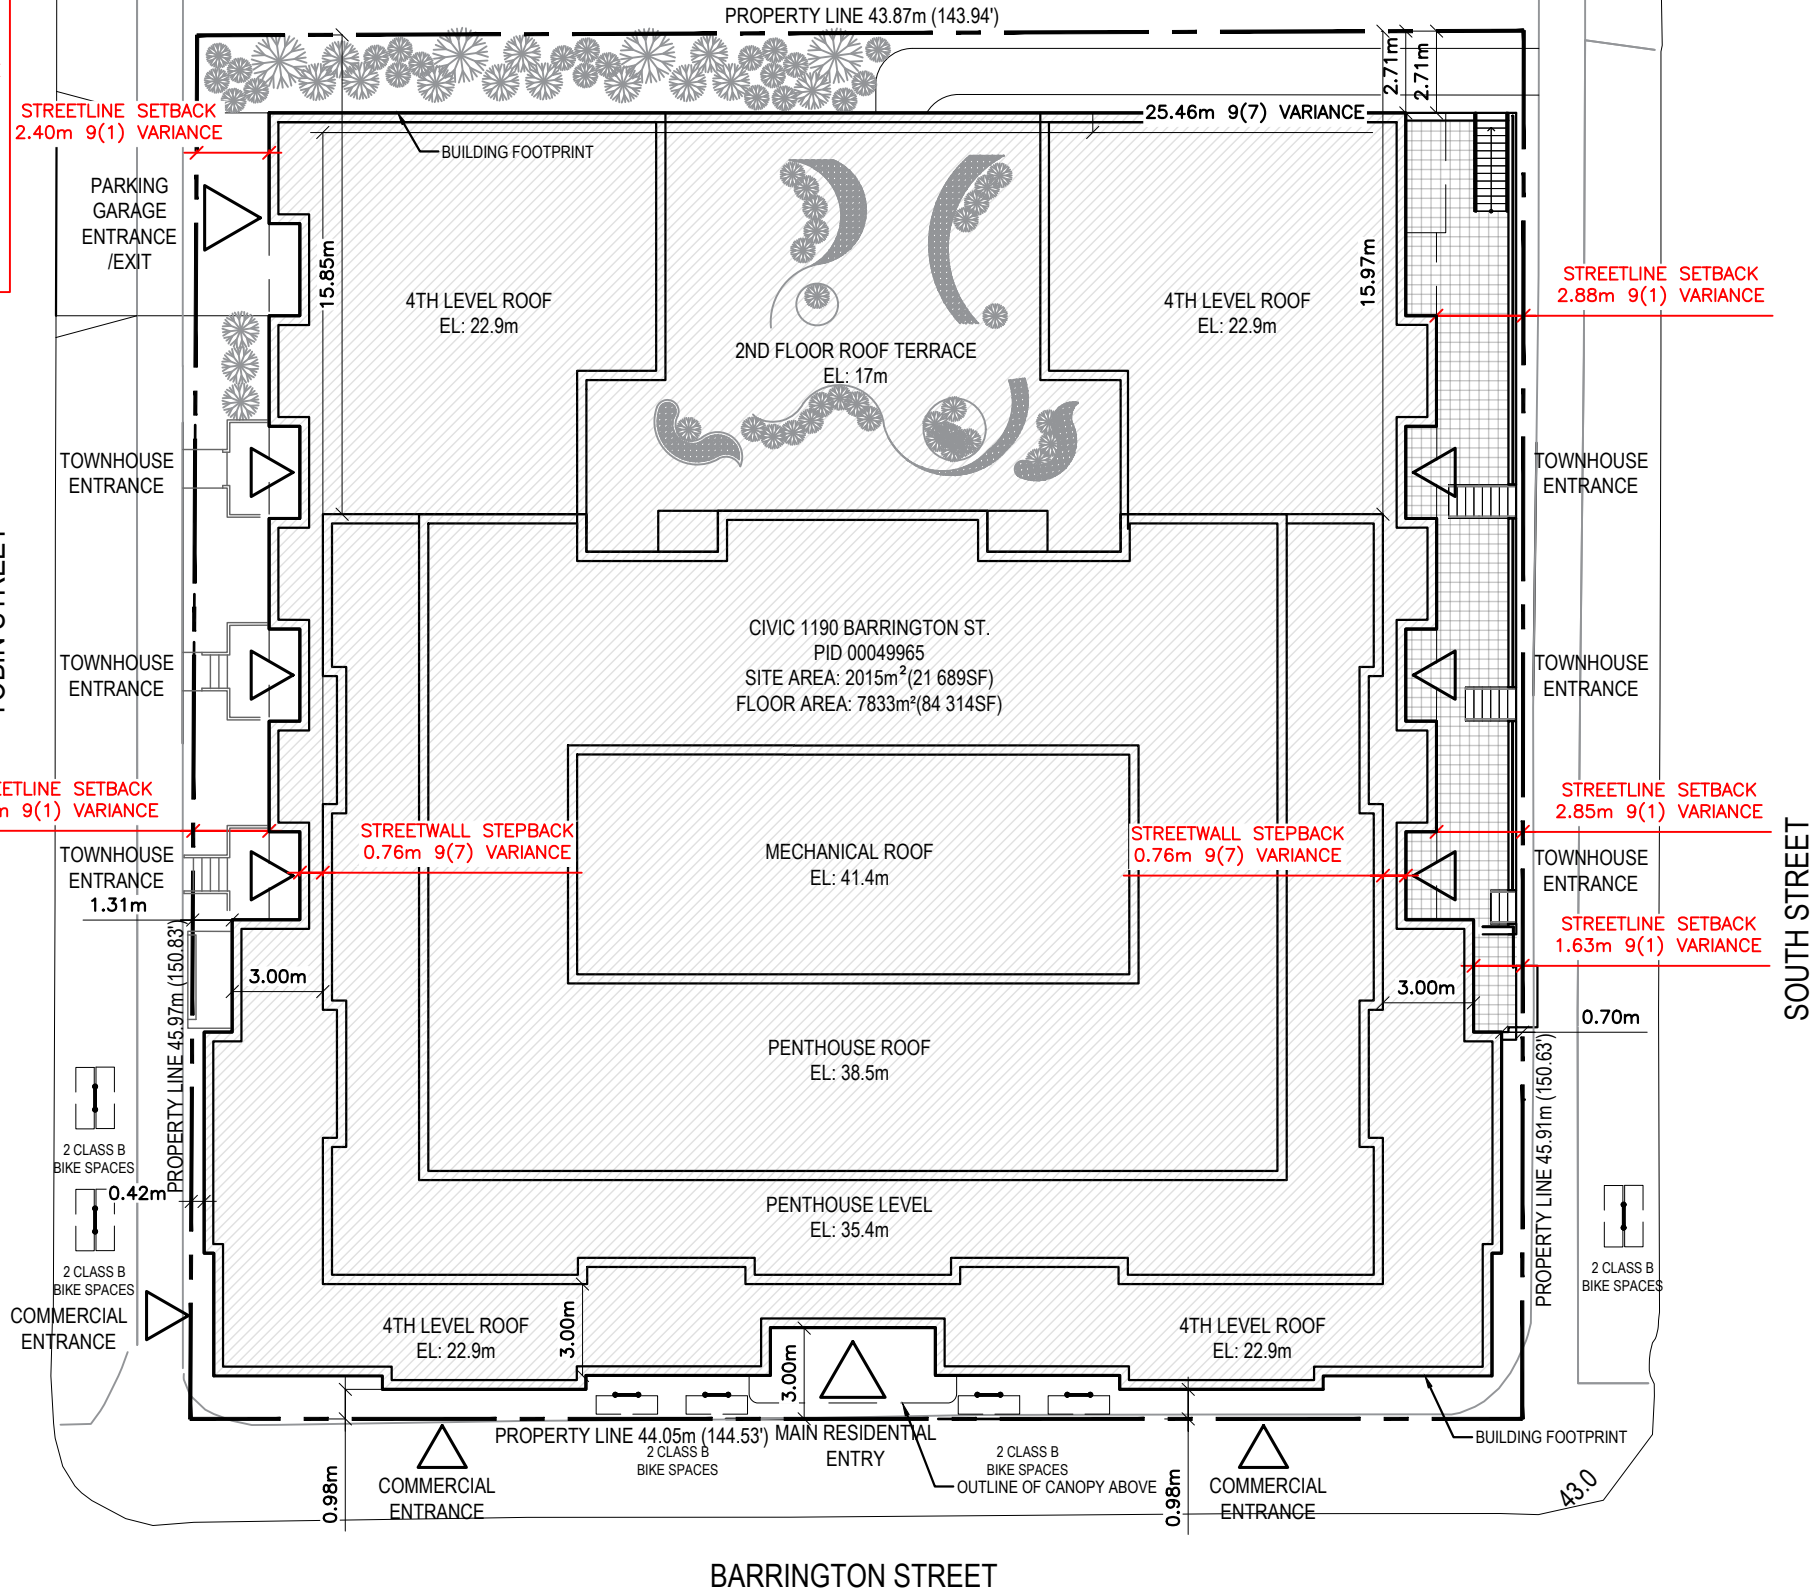 PROPERTY LINE 43.87m (143.94')
2.71m
2.71m
STREETLINE SETBACK
2.40m 9(1) VARIANCE
25.46m 9(7) VARIANCE
BUILDING FOOTPRINT
PARKING
GARAGE
ENTRANCE
/EXIT
15.85m
15.97m
4TH LEVEL ROOF
EL: 22.9m
4TH LEVEL ROOF
EL: 22.9m
STREETLINE SETBACK
2.88m 9(1) VARIANCE
2ND FLOOR ROOF TERRACE
EL: 17m
TOWNHOUSE
ENTRANCE
TOWNHOUSE
ENTRANCE
CIVIC 1190 BARRINGTON ST.
PID 00049965
SITE AREA: 2015m²(21 689SF)
FLOOR AREA: 7833m²(84 314SF)
TOWNHOUSE
ENTRANCE
TOWNHOUSE
ENTRANCE
SETBACK
9(1) VARIANCE
STREETLINE SETBACK
2.85m 9(1) VARIANCE
STREETWALL STEPBACK
0.76m 9(7) VARIANCE
STREETWALL STEPBACK
0.76m 9(7) VARIANCE
MECHANICAL ROOF
EL: 41.4m
TOWNHOUSE
ENTRANCE
1.31m
TOWNHOUSE
ENTRANCE
STREETLINE SETBACK
1.63m 9(1) VARIANCE
SOUTH STREET
3.00m
3.00m
0.70m
PROPERTY LINE 45.97m (150.83')
PENTHOUSE ROOF
EL: 38.5m
PROPERTY LINE 45.91m (150.63')
2 CLASS B
BIKE SPACES
0.42m
PENTHOUSE LEVEL
EL: 35.4m
2 CLASS B
BIKE SPACES
2 CLASS B
BIKE SPACES
COMMERCIAL
ENTRANCE
4TH LEVEL ROOF
EL: 22.9m
3.00m
3.00m
4TH LEVEL ROOF
EL: 22.9m
PROPERTY LINE 44.05m (144.53')
MAIN RESIDENTIAL
ENTRY
BUILDING FOOTPRINT
2 CLASS B
BIKE SPACES
2 CLASS B
BIKE SPACES
OUTLINE OF CANOPY ABOVE
COMMERCIAL
ENTRANCE
COMMERCIAL
ENTRANCE
0.98m
0.98m
43.0
BARRINGTON STREET